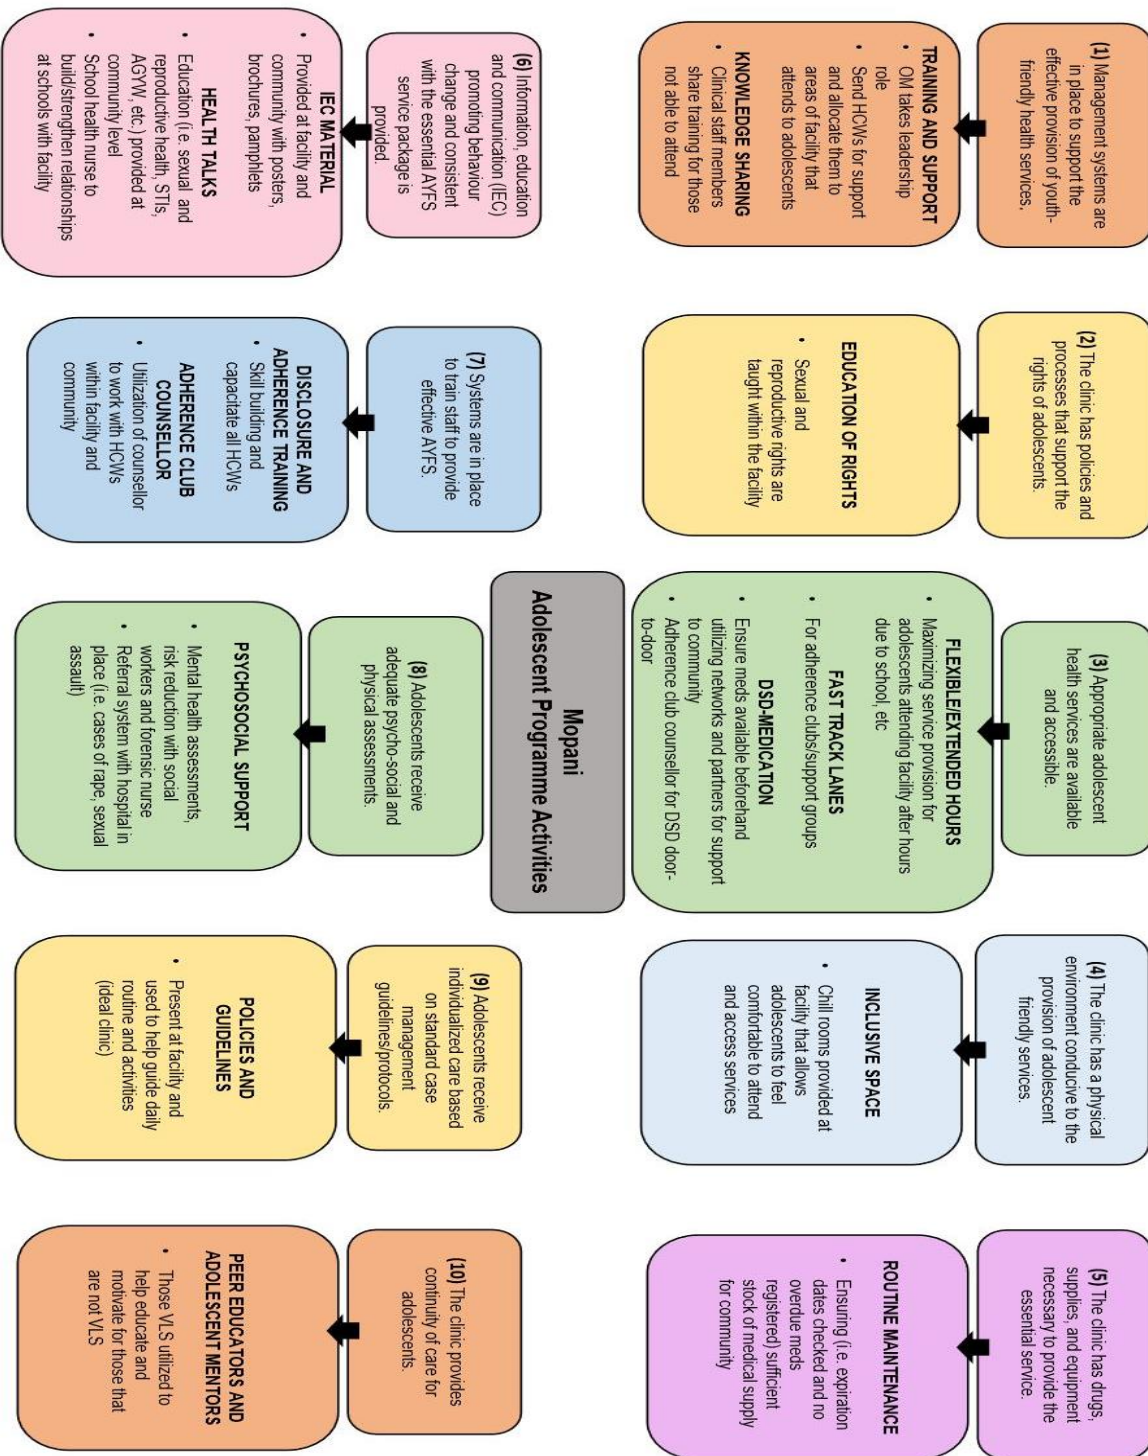 (1) Management systems are
in place to support the
effective provision of youth-
friendly health services,
TRAINING AND SUPPORT
• OM takes leadership
role
• Send HCWs for support
and allocate them to
areas of facility that
attends to adolescents
KNOWLEDGE SHARING
• Clinical staff members
share training for those
not able to attend
(2) The clinic has policies and
processes that support the
rights of adolescents.
EDUCATION OF RIGHTS
• Sexual and
reproductive rights are
taught within the facility
(3) Appropriate adolescent
health services are available
and accessible.
FLEXIBLE/EXTENDED HOURS
• Maximizing service provision for
adolescents attending facility after hours
due to school, etc
FAST TRACK LANES
• For adherence clubs/support groups
DSD-MEDICATION
• Ensure meds available beforehand
utilizing networks and partners for support
to community
• Adherence club counsellor for DSD door-
to-door
(4) The clinic has a physical
environment conducive to the
provision of adolescent
friendly services.
INCLUSIVE SPACE
• Chill rooms provided at
facility that allows
adolescents to feel
comfortable to attend
and access services
(5) The clinic has drugs,
supplies, and equipment
necessary to provide the
essential service.
ROUTINE MAINTENANCE
• Ensuring (i.e. expiration
dates checked and no
overdue meds
registered) sufficient
stock of medical supply
for community
Mopani
Adolescent Programme Activities
(6) Information, education
and communication (IEC)
promoting behaviour
change and consistent
with the essential AYFS
service package is
provided.
IEC MATERIAL
• Provided at facility and
community with posters,
brochures, pamphlets
HEALTH TALKS
• Education (i.e. sexual and
reproductive health, STIs,
AGYW, etc.) provided at
community level
• School health nurse to
build/strengthen relationships
at schools with facility
(7) Systems are in place
to train staff to provide
effective AYFS.
DISCLOSURE AND
ADHERENCE TRAINING
• Skill building and
capacitate all HCWs
ADHERENCE CLUB
COUNSELLOR
• Utilization of counsellor
to work with HCWs
within facility and
community
(8) Adolescents receive
adequate psycho-social and
physical assessments.
PSYCHOSOCIAL SUPPORT
• Mental health assessments,
risk reduction with social
workers and forensic nurse
• Referral system with hospital in
place (i.e. cases of rape, sexual
assault)
(9) Adolescents receive
individualized care based
on standard case
management
guidelines/protocols.
POLICIES AND
GUIDELINES
• Present at facility and
used to help guide daily
routine and activities
(ideal clinic)
(10) The clinic provides
continuity of care for
adolescents.
PEER EDUCATORS AND
ADOLESCENT MENTORS
• Those VLS utilized to
help educate and
motivate for those that
are not VLS